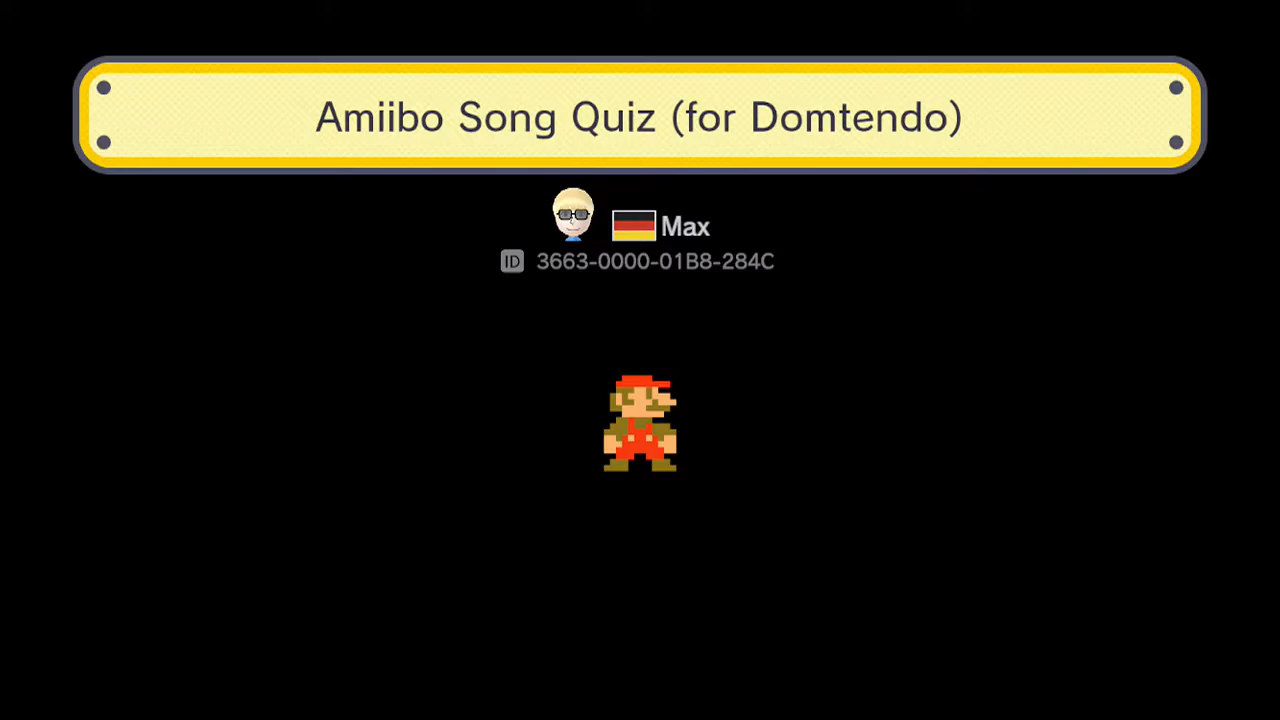 Amiibo Song Quiz (for Domtendo)
Max
ID 3663-0000-01B8-284C